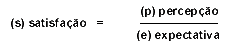 (p) percepção
(s) satisfação =
(e) expectativa